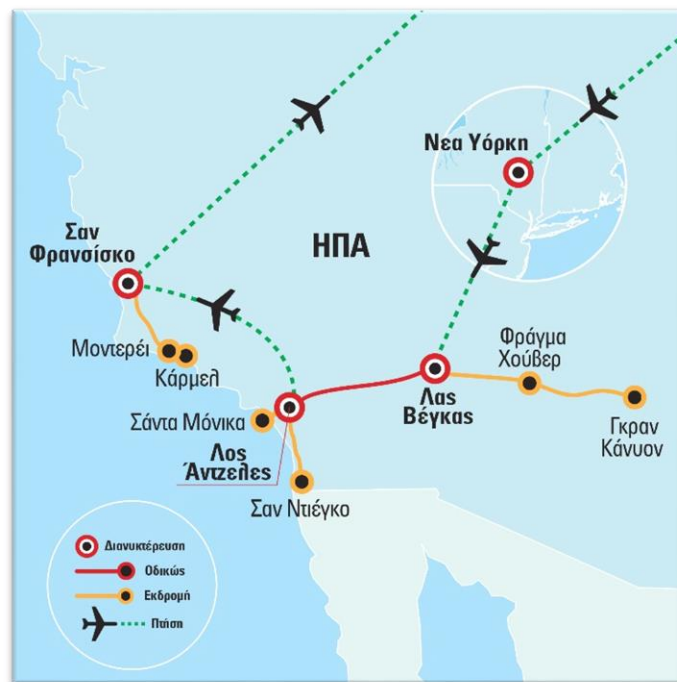 Νεα Υόρκη
Σαν
Φρανσίσκο
ΗΠΑ
Μοντερέι
Κάρμελ
Φράγμα
Χούβερ
Λας
Βέγκας
Γκραν
Κάνυον
Σάντα Μόνικα
Λος
Άντζελες
Σαν Ντιέγκο
Διανυκτέρευση
Οδικώς
Εκδρομή
Πτήση